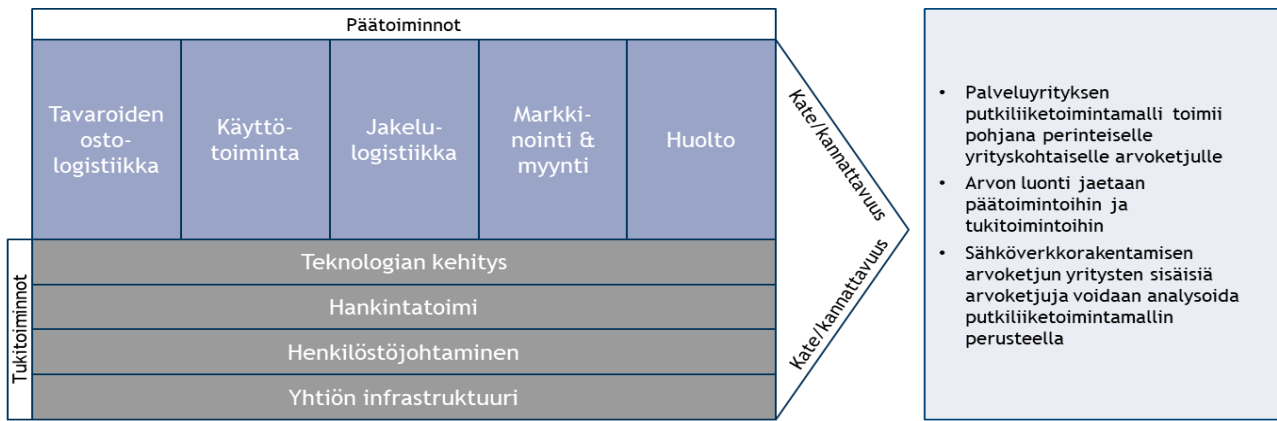 Päätoiminnot
Tavaroiden
osto-
logistiikka
Käyttö-
toiminta
Jakelu-
logistiikka
Markki-
nointi &
myynti
Huolto
Kate/kannattavuus
Kate/kannattavuus
Tukitoiminnot
Teknologian kehitys
Hankintatoimi
Henkilöstöjohtaminen
Yhtiön infrastruktuuri
• Palveluyrityksen
putkiliiketoimintamalli toimii
pohjana perinteiselle
yrityskohtaiselle arvoketjulle
• Arvon luonti jaetaan
päätoimintoihin ja
tukitoimintoihin
• Sähköverkkorakentamisen
arvoketjun yritysten sisäisiä
arvoketjuja voidaan analysoida
putkiliiketoimintamallin
perusteella